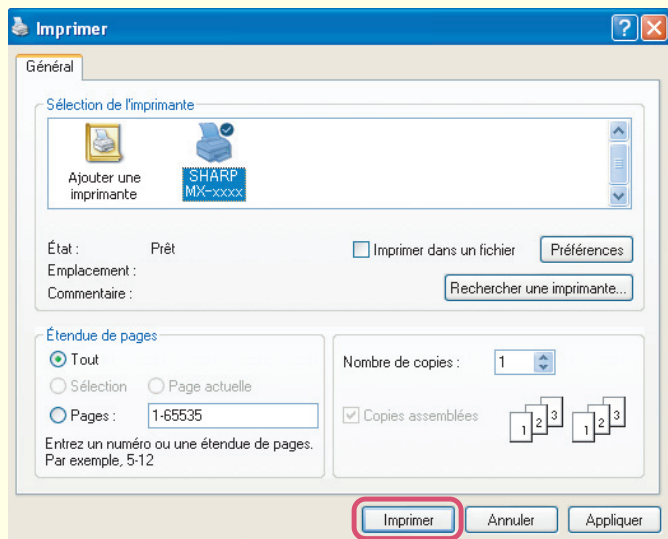 Imprimer
Général
Sélection de l'imprimante
Ajouter une
imprimante
SHARP
MX-xxxx
État : Prêt
Imprimer dans un fichier
Préférences
Emplacement :
Commentaire :
Rechercher une imprimante...
Étendue de pages
Tout
Sélection
Page actuelle
Pages : 1-65535
Entrez un numéro ou une étendue de pages.
Par exemple, 5-12
Nombre de copies : 1
Copies assemblées
1 2 3 1 2 3
Imprimer
Annuler
Appliquer